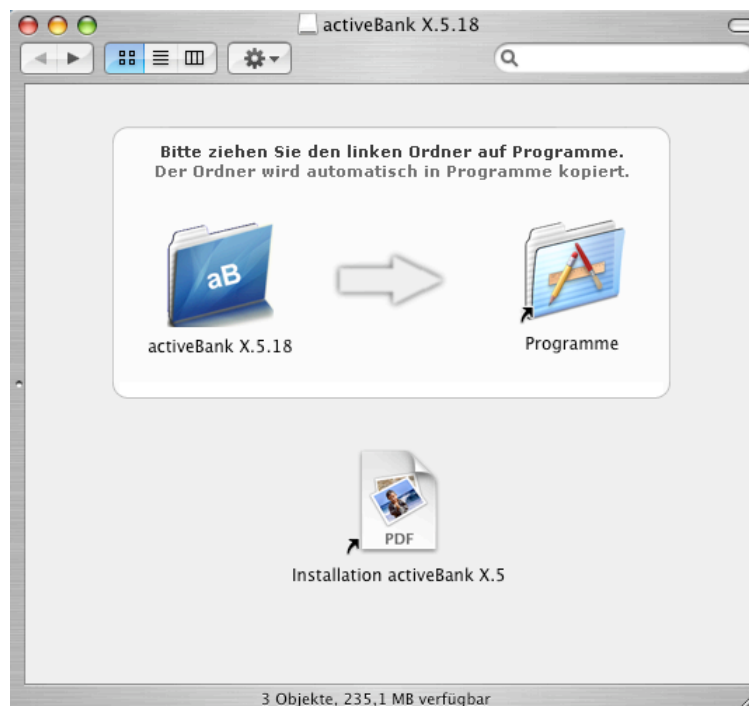 activeBank X.5.18
Bitte ziehen Sie den linken Ordner auf Programme.
Der Ordner wird automatisch in Programme kopiert.
aB
activeBank X.5.18
Programme
PDF
Installation activeBank X.5
3 Objekte, 235,1 MB verfügbar